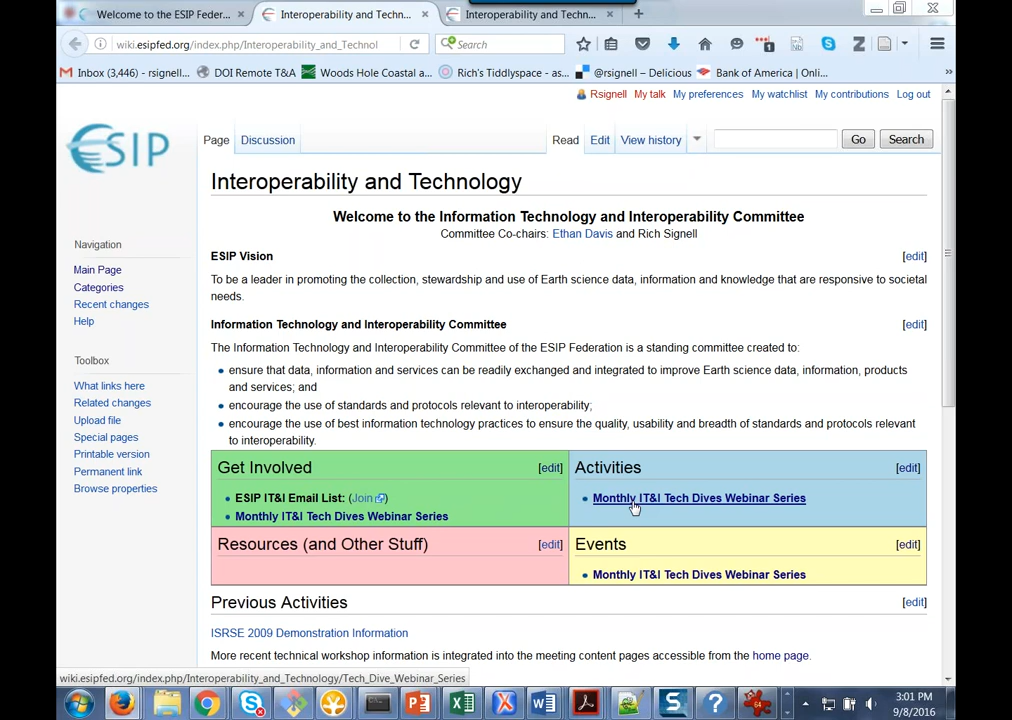 Welcome to the ESIP Feder...
Interoperability and Techn...
Interoperability and Techn...
wiki.esipfed.org/index.php/Interoperability_and_Technol
Search
Inbox (3,446) - rsignell...
DOI Remote T&A
Woods Hole Coastal a...
Rich's Tiddlyspace - as...
@rsignell – Delicious
Bank of America | Onli...
Rsignell My talk My preferences My watchlist My contributions Log out
ESIP
Page Discussion Read Edit View history Go Search
Interoperability and Technology
Welcome to the Information Technology and Interoperability Committee
Committee Co-chairs: Ethan Davis and Rich Signell
Navigation
Main Page
Categories
Recent changes
Help
Toolbox
What links here
Related changes
Upload file
Special pages
Printable version
Permanent link
Browse properties
ESIP Vision [edit]
To be a leader in promoting the collection, stewardship and use of Earth science data, information and knowledge that are responsive to societal
needs.
Information Technology and Interoperability Committee [edit]
The Information Technology and Interoperability Committee of the ESIP Federation is a standing committee created to:
ensure that data, information and services can be readily exchanged and integrated to improve Earth science data, information, products
and services; and
encourage the use of standards and protocols relevant to interoperability;
encourage the use of best information technology practices to ensure the quality, usability and breadth of standards and protocols relevant
to interoperability.
Get Involved [edit]
ESIP IT&I Email List: (Join)
Monthly IT&I Tech Dives Webinar Series
Activities [edit]
Monthly IT&I Tech Dives Webinar Series
Resources (and Other Stuff) [edit]
Events [edit]
Monthly IT&I Tech Dives Webinar Series
Previous Activities [edit]
ISRSE 2009 Demonstration Information
More recent technical workshop information is integrated into the meeting content pages accessible from the home page.
wiki.esipfed.org/index.php/Interoperability_and_Technology/Tech_Dive_Webinar_Series
3:01 PM
9/8/2016